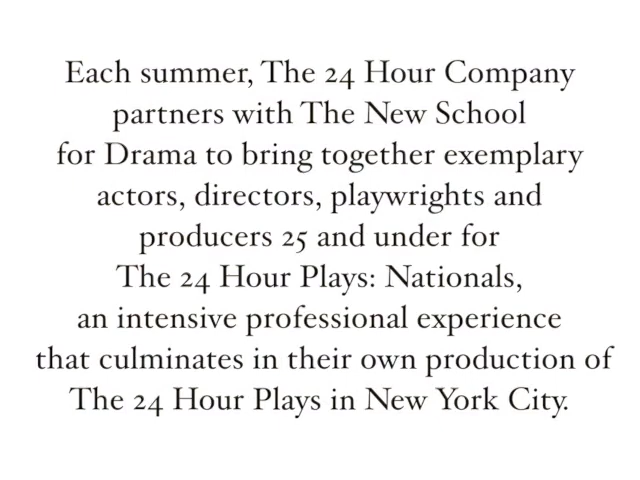 Each summer, The 24 Hour Company
partners with The New School
for Drama to bring together exemplary
actors, directors, playwrights and
producers 25 and under for
The 24 Hour Plays: Nationals,
an intensive professional experience
that culminates in their own production of
The 24 Hour Plays in New York City.